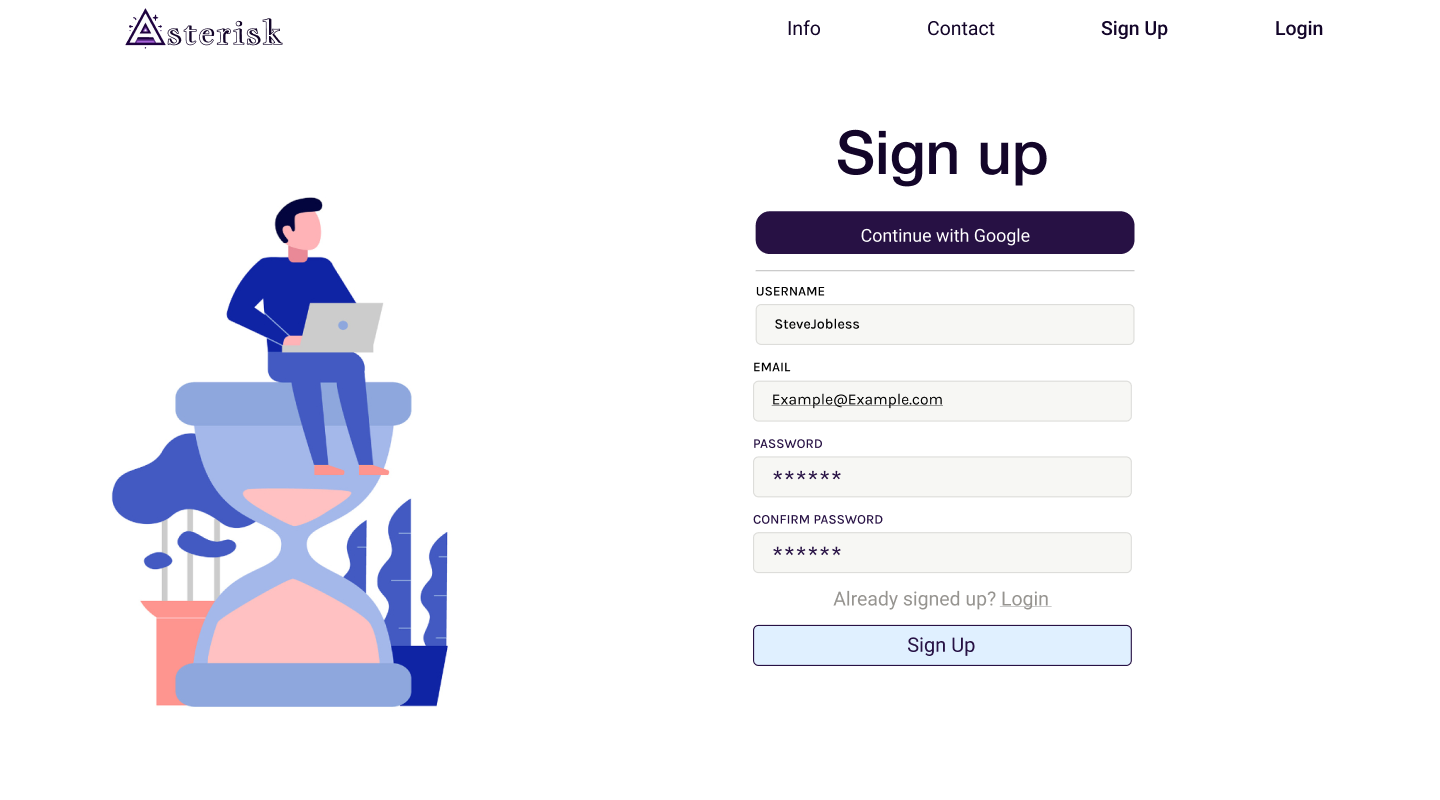 Asterisk
Info Contact Sign Up Login
Sign up
Continue with Google
USERNAME
SteveJobless
EMAIL
Example@Example.com
PASSWORD
******
CONFIRM PASSWORD
******
Already signed up? Login
Sign Up